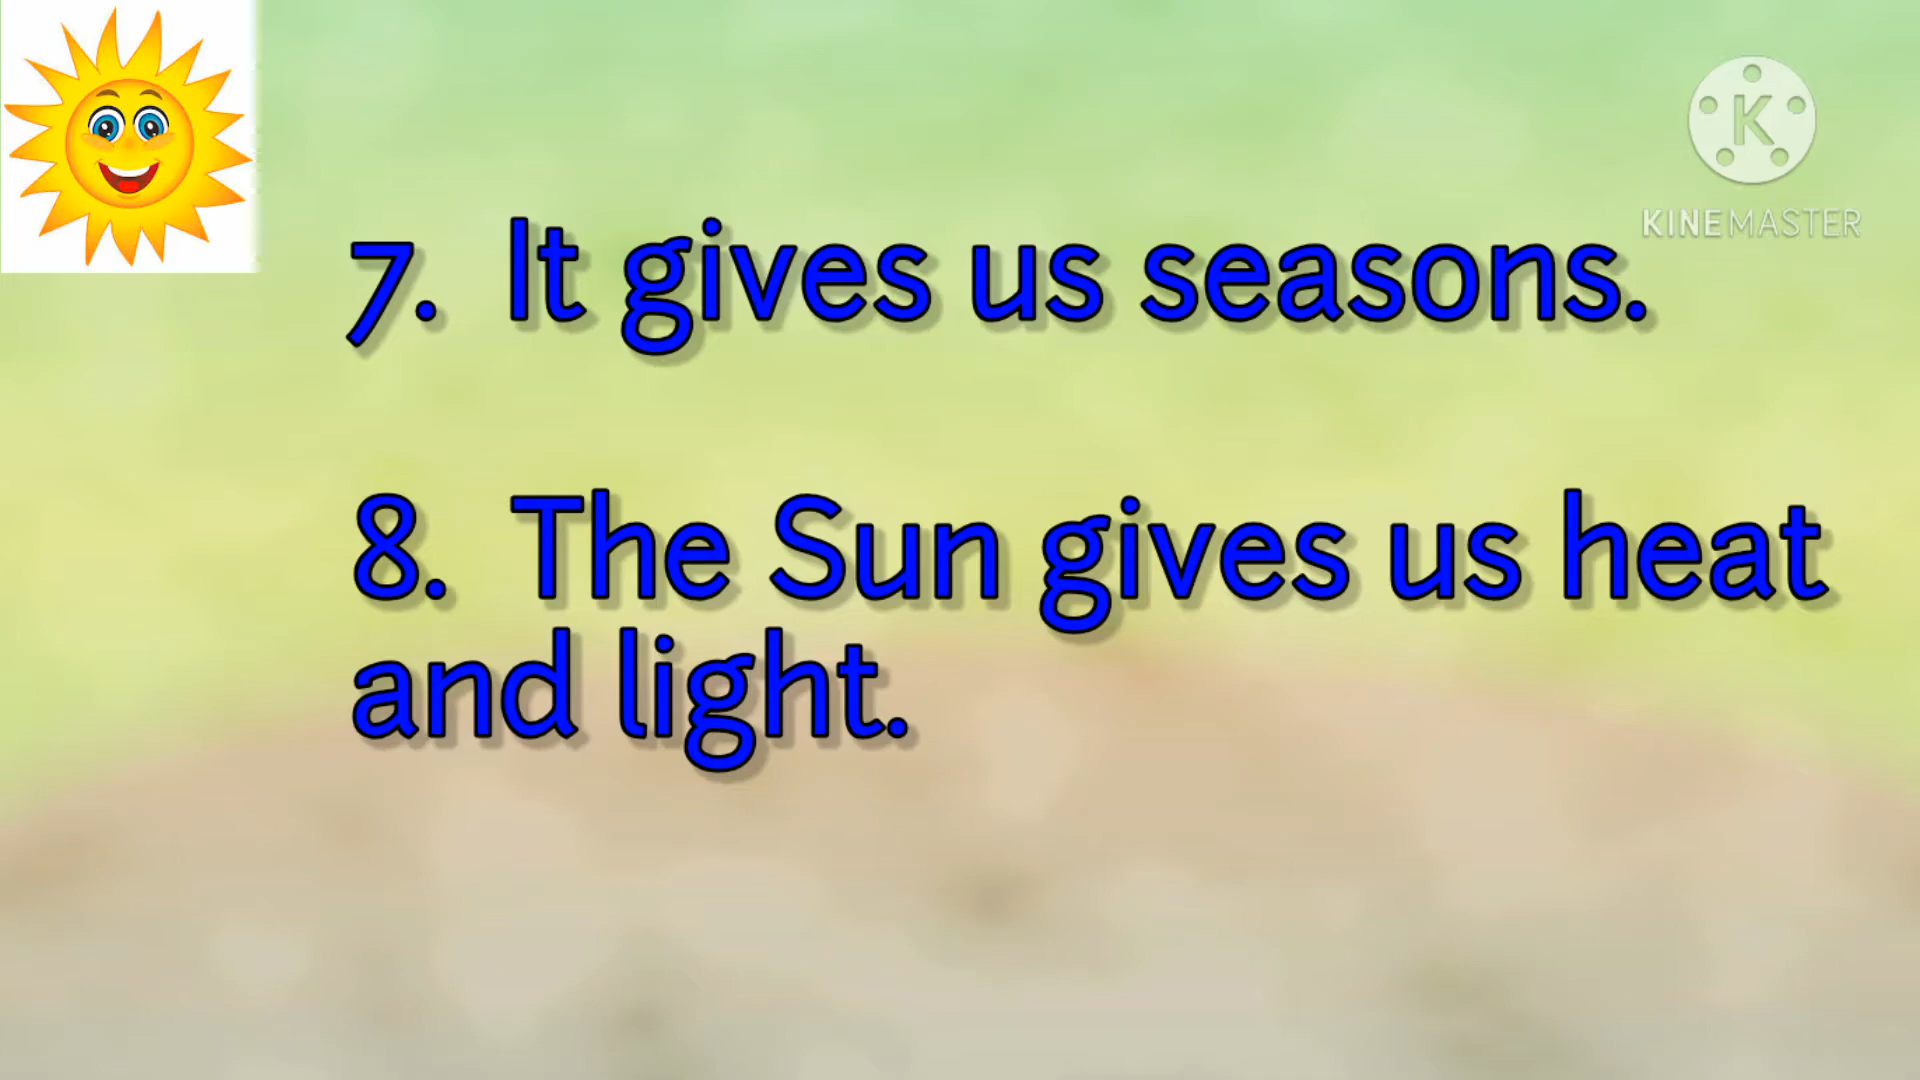 K
KINEMASTER
7. It gives us seasons.
8. The Sun gives us heat
and light.